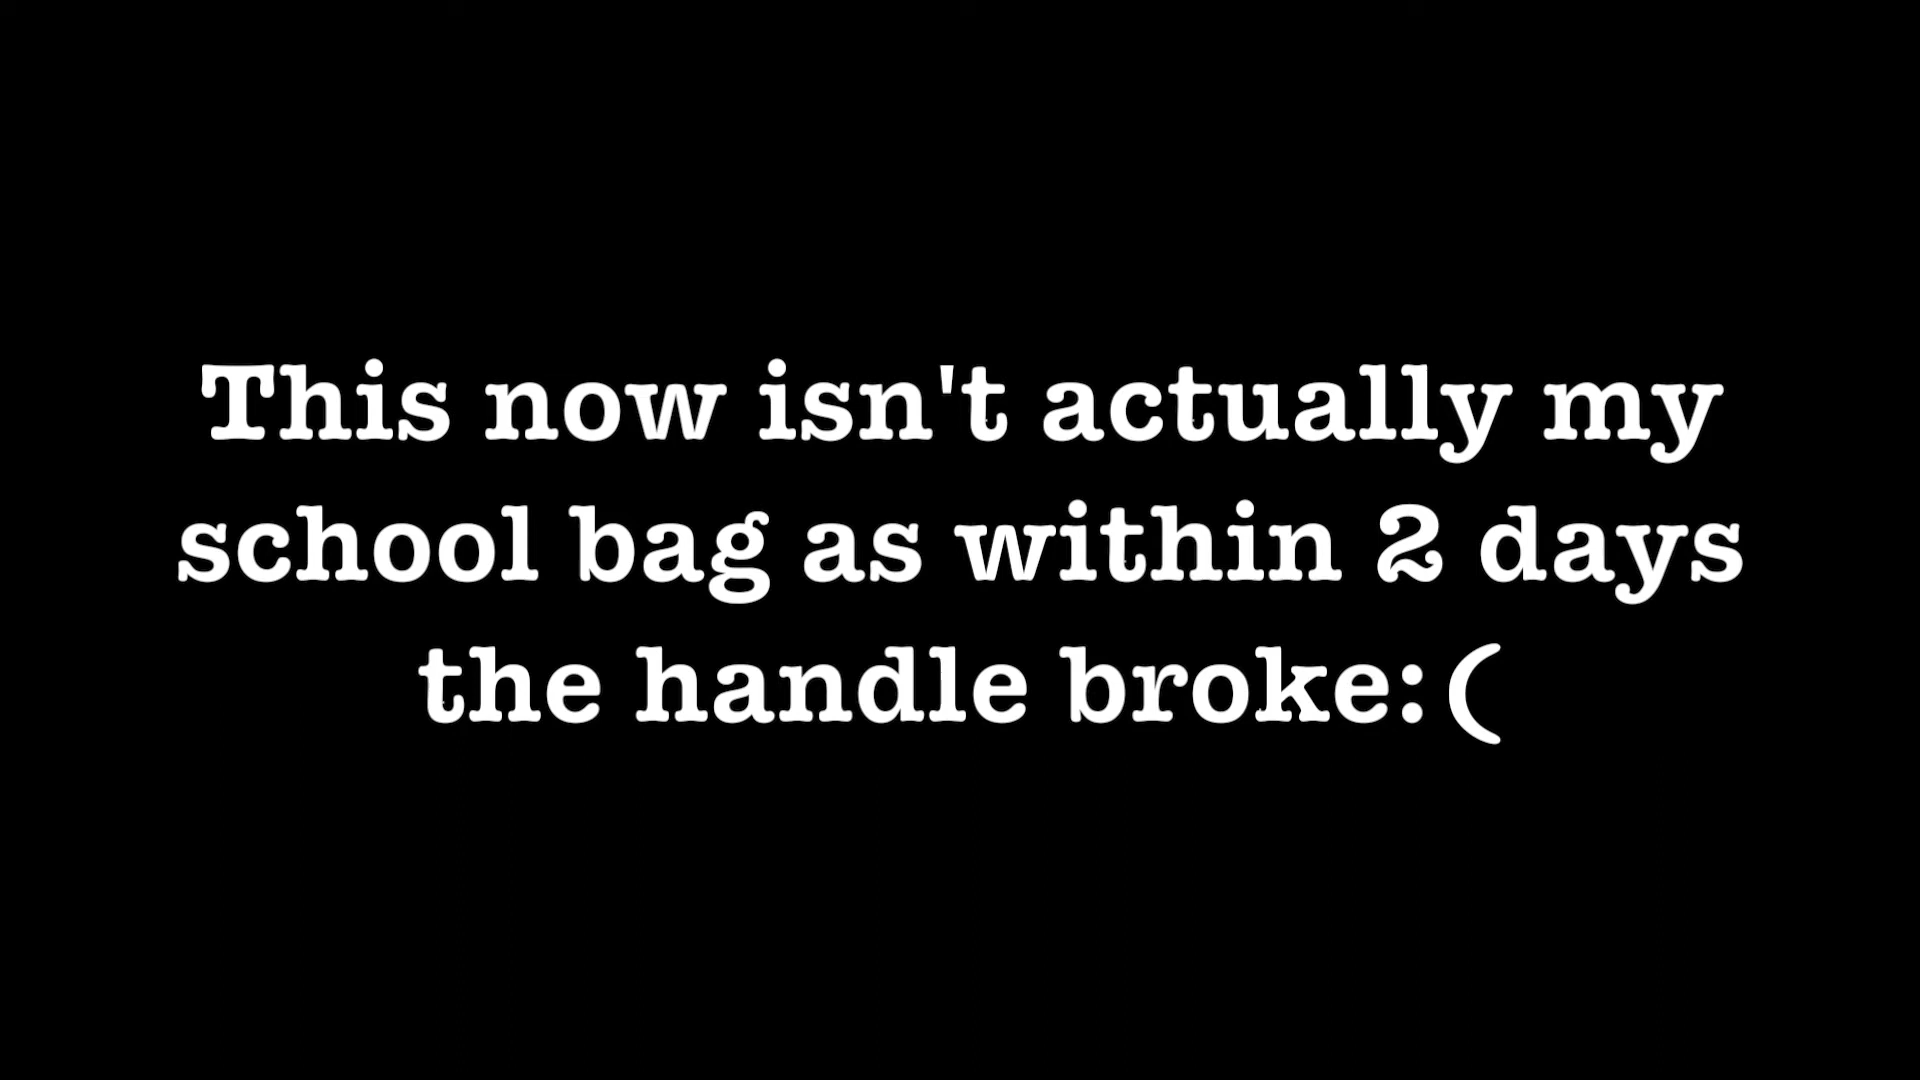 This now isn't actually my
school bag as within 2 days
the handle broke:(